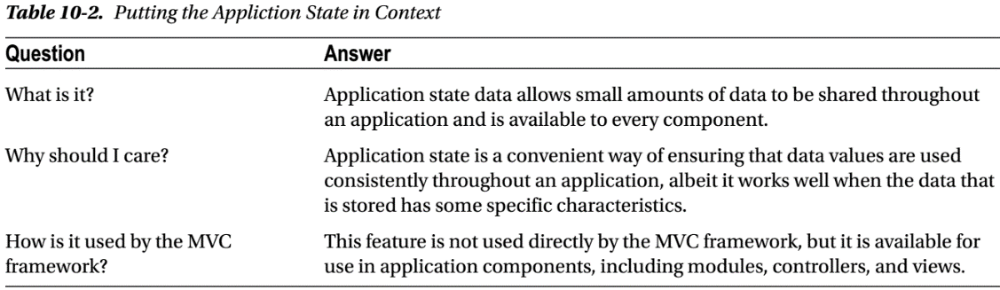 Table 10-2. Putting the Appliction State in Context
Question Answer
What is it? Application state data allows small amounts of data to be shared throughout
an application and is available to every component.
Why should I care? Application state is a convenient way of ensuring that data values are used
consistently throughout an application, albeit it works well when the data that
is stored has some specific characteristics.
How is it used by the MVC This feature is not used directly by the MVC framework, but it is available for
framework? use in application components, including modules, controllers, and views.